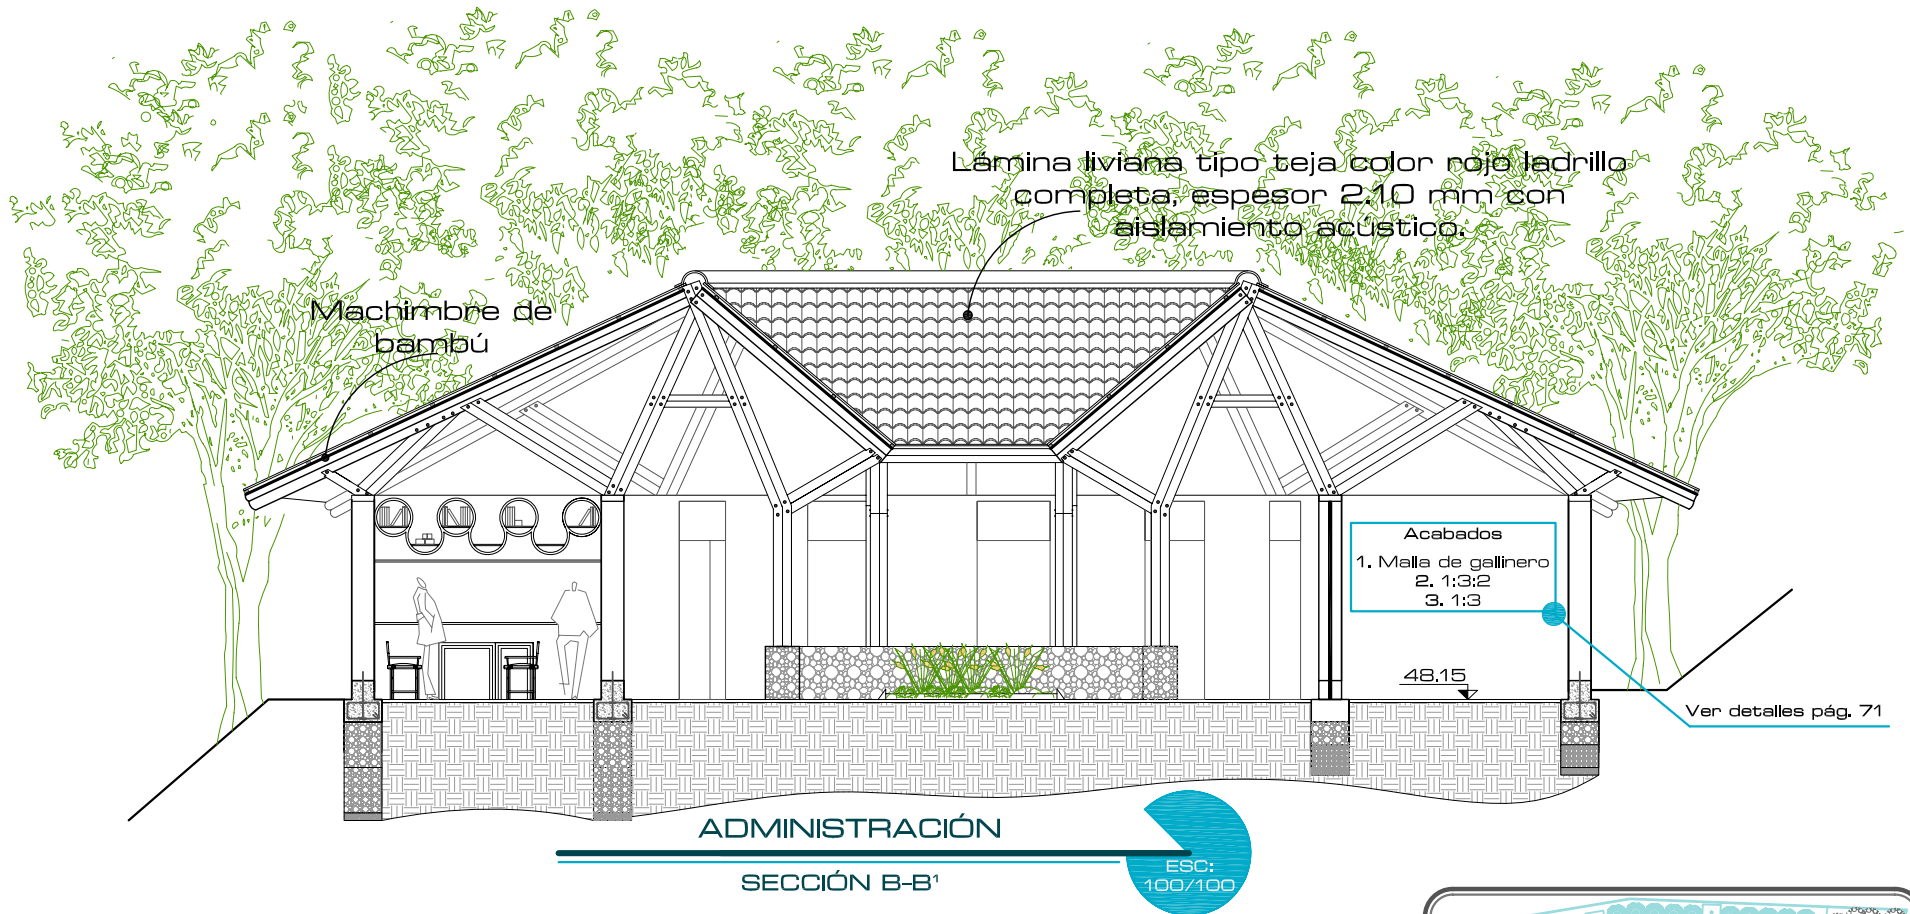 Lámina liviana tipo teja color rojo ladrillo
completa, espesor 2.10 mm con
aislamiento acústico.
Machimbre de
bambú
Acabados
1. Malla de gallinero
2. 1:3:2
3. 1:3
48.15
Ver detalles pág. 71
ADMINISTRACIÓN
SECCIÓN B-B¹
ESC:
100/100